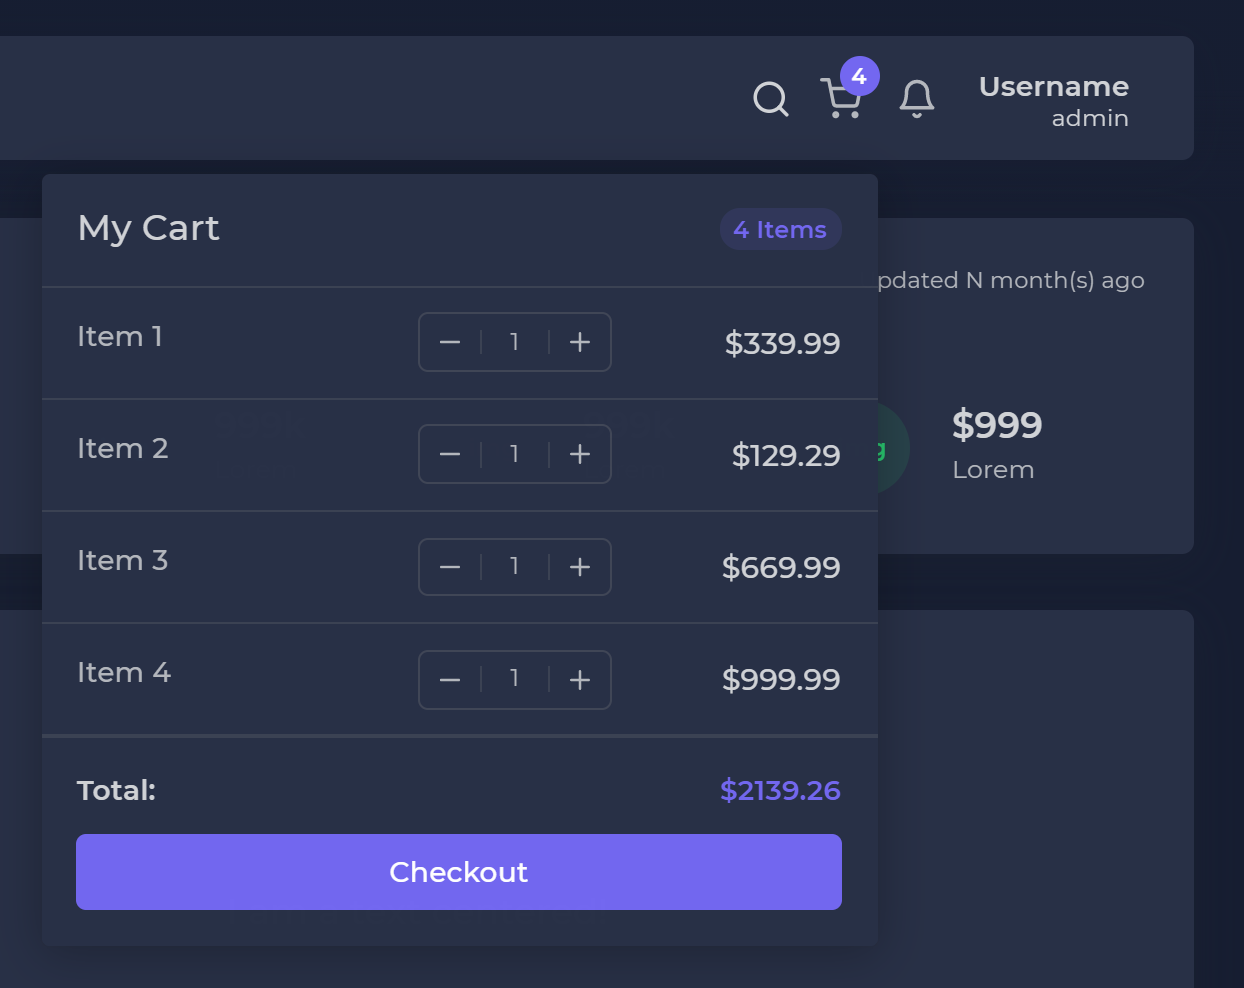 4
Username
admin
My Cart
4 Items
pdated N month(s) ago
Item 1
1
$339.99
Item 2
1
$129.29
$999
Lorem
Item 3
1
$669.99
Item 4
1
$999.99
Total:
$2139.26
Checkout